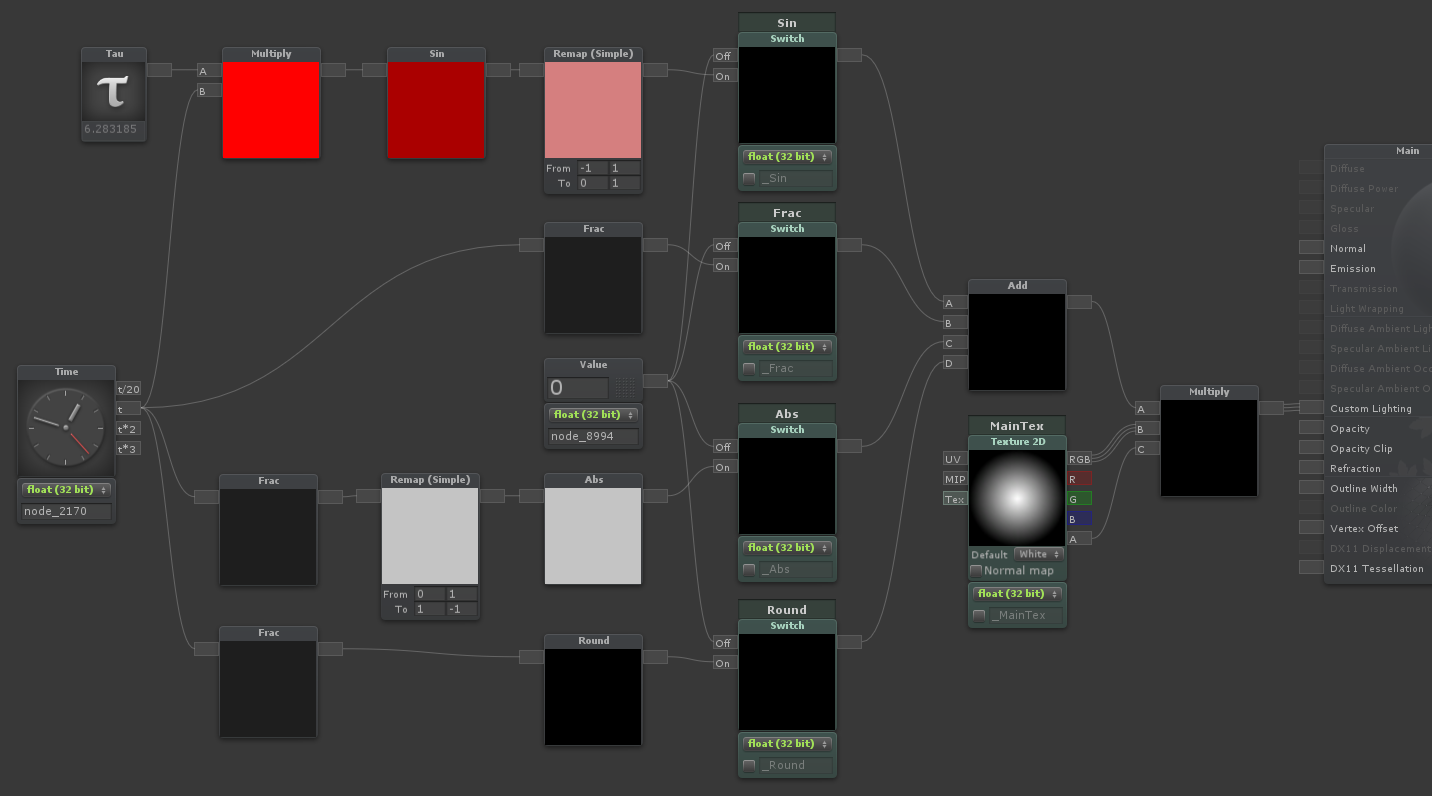 Tau
τ
6.283185
Multiply
A
B
Sin
Remap (Simple)
From -1 1
To 0 1
Sin
Switch
Off
On
float (32 bit)
_Sin
Frac
Frac
Switch
Off
On
float (32 bit)
_Frac
Value
0
float (32 bit)
node_8994
Time
t/20
t
t*2
t*3
float (32 bit)
node_2170
Frac
Remap (Simple)
From 0 1
To 1 -1
Abs
Abs
Switch
Off
On
float (32 bit)
_Abs
Frac
Round
Round
Switch
Off
On
float (32 bit)
_Round
Add
A
B
C
D
MainTex
Texture 2D
UV
MIP
Tex
RGB
R
G
B
A
Default White
Normal map
float (32 bit)
_MainTex
Multiply
A
B
C
Main
Diffuse
Diffuse Power
Specular
Gloss
Normal
Emission
Transmission
Light Wrapping
Diffuse Ambient Ligh
Specular Ambient Li
Diffuse Ambient Occ
Specular Ambient O
Custom Lighting
Opacity
Opacity Clip
Refraction
Outline Width
Outline Color
Vertex Offset
DX11 Displacement
DX11 Tessellation